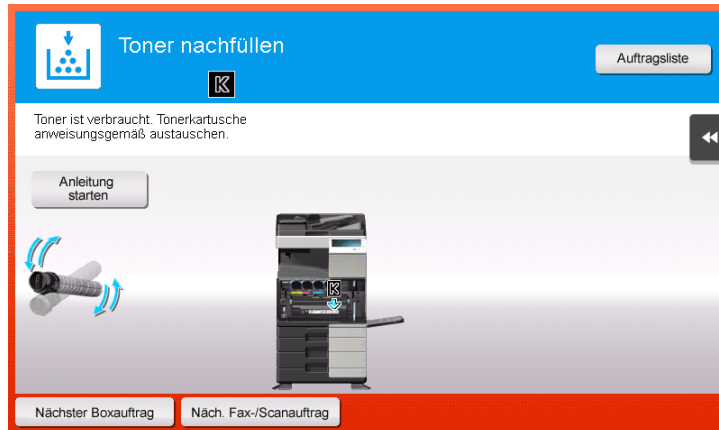 Toner nachfüllen
K
Auftragsliste
Toner ist verbraucht. Tonerkartusche
anweisungsgemäß austauschen.
Anleitung
starten
K
Nächster Boxauftrag
Näch. Fax-/Scanauftrag